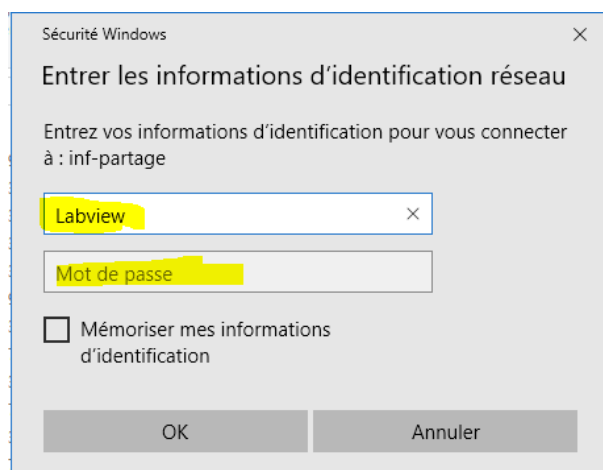 Sécurité Windows
Entrer les informations d'identification réseau
Entrez vos informations d'identification pour vous connecter
à : inf-partage
Labview
Mot de passe
Mémoriser mes informations
d'identification
OK
Annuler